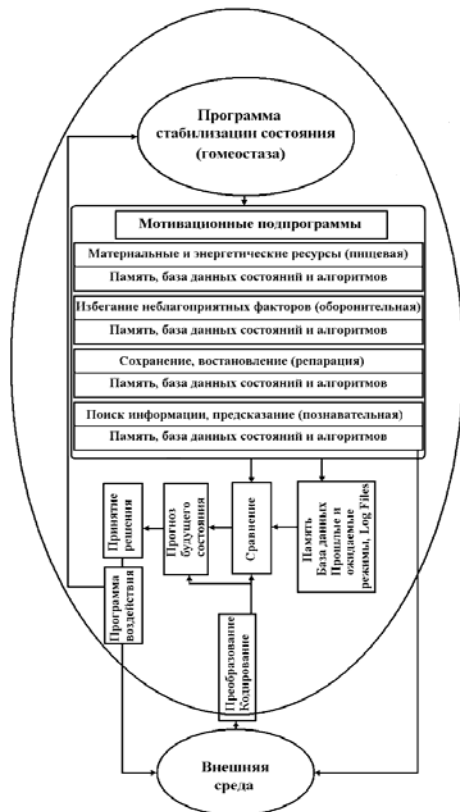 Программа
стабилизации состояния
(гомеостаза)
Мотивационные подпрограммы
Материальные и энергетические ресурсы (пищевая)
Память, база данных состояний и алгоритмов
Избегание неблагоприятных факторов (оборонительная)
Память, база данных состояний и алгоритмов
Сохранение, востановление (репарация)
Память, база данных состояний и алгоритмов
Поиск информации, предсказание (познавательная)
Память, база данных состояний и алгоритмов
Принятие
решения
Программа
воздействия
Прогноз
будущего
состояния
Сравнение
Память
База данных
Прошлые и
ожидаемые
режимы, Log Files
Преобразование
Кодирование
Внешняя
среда